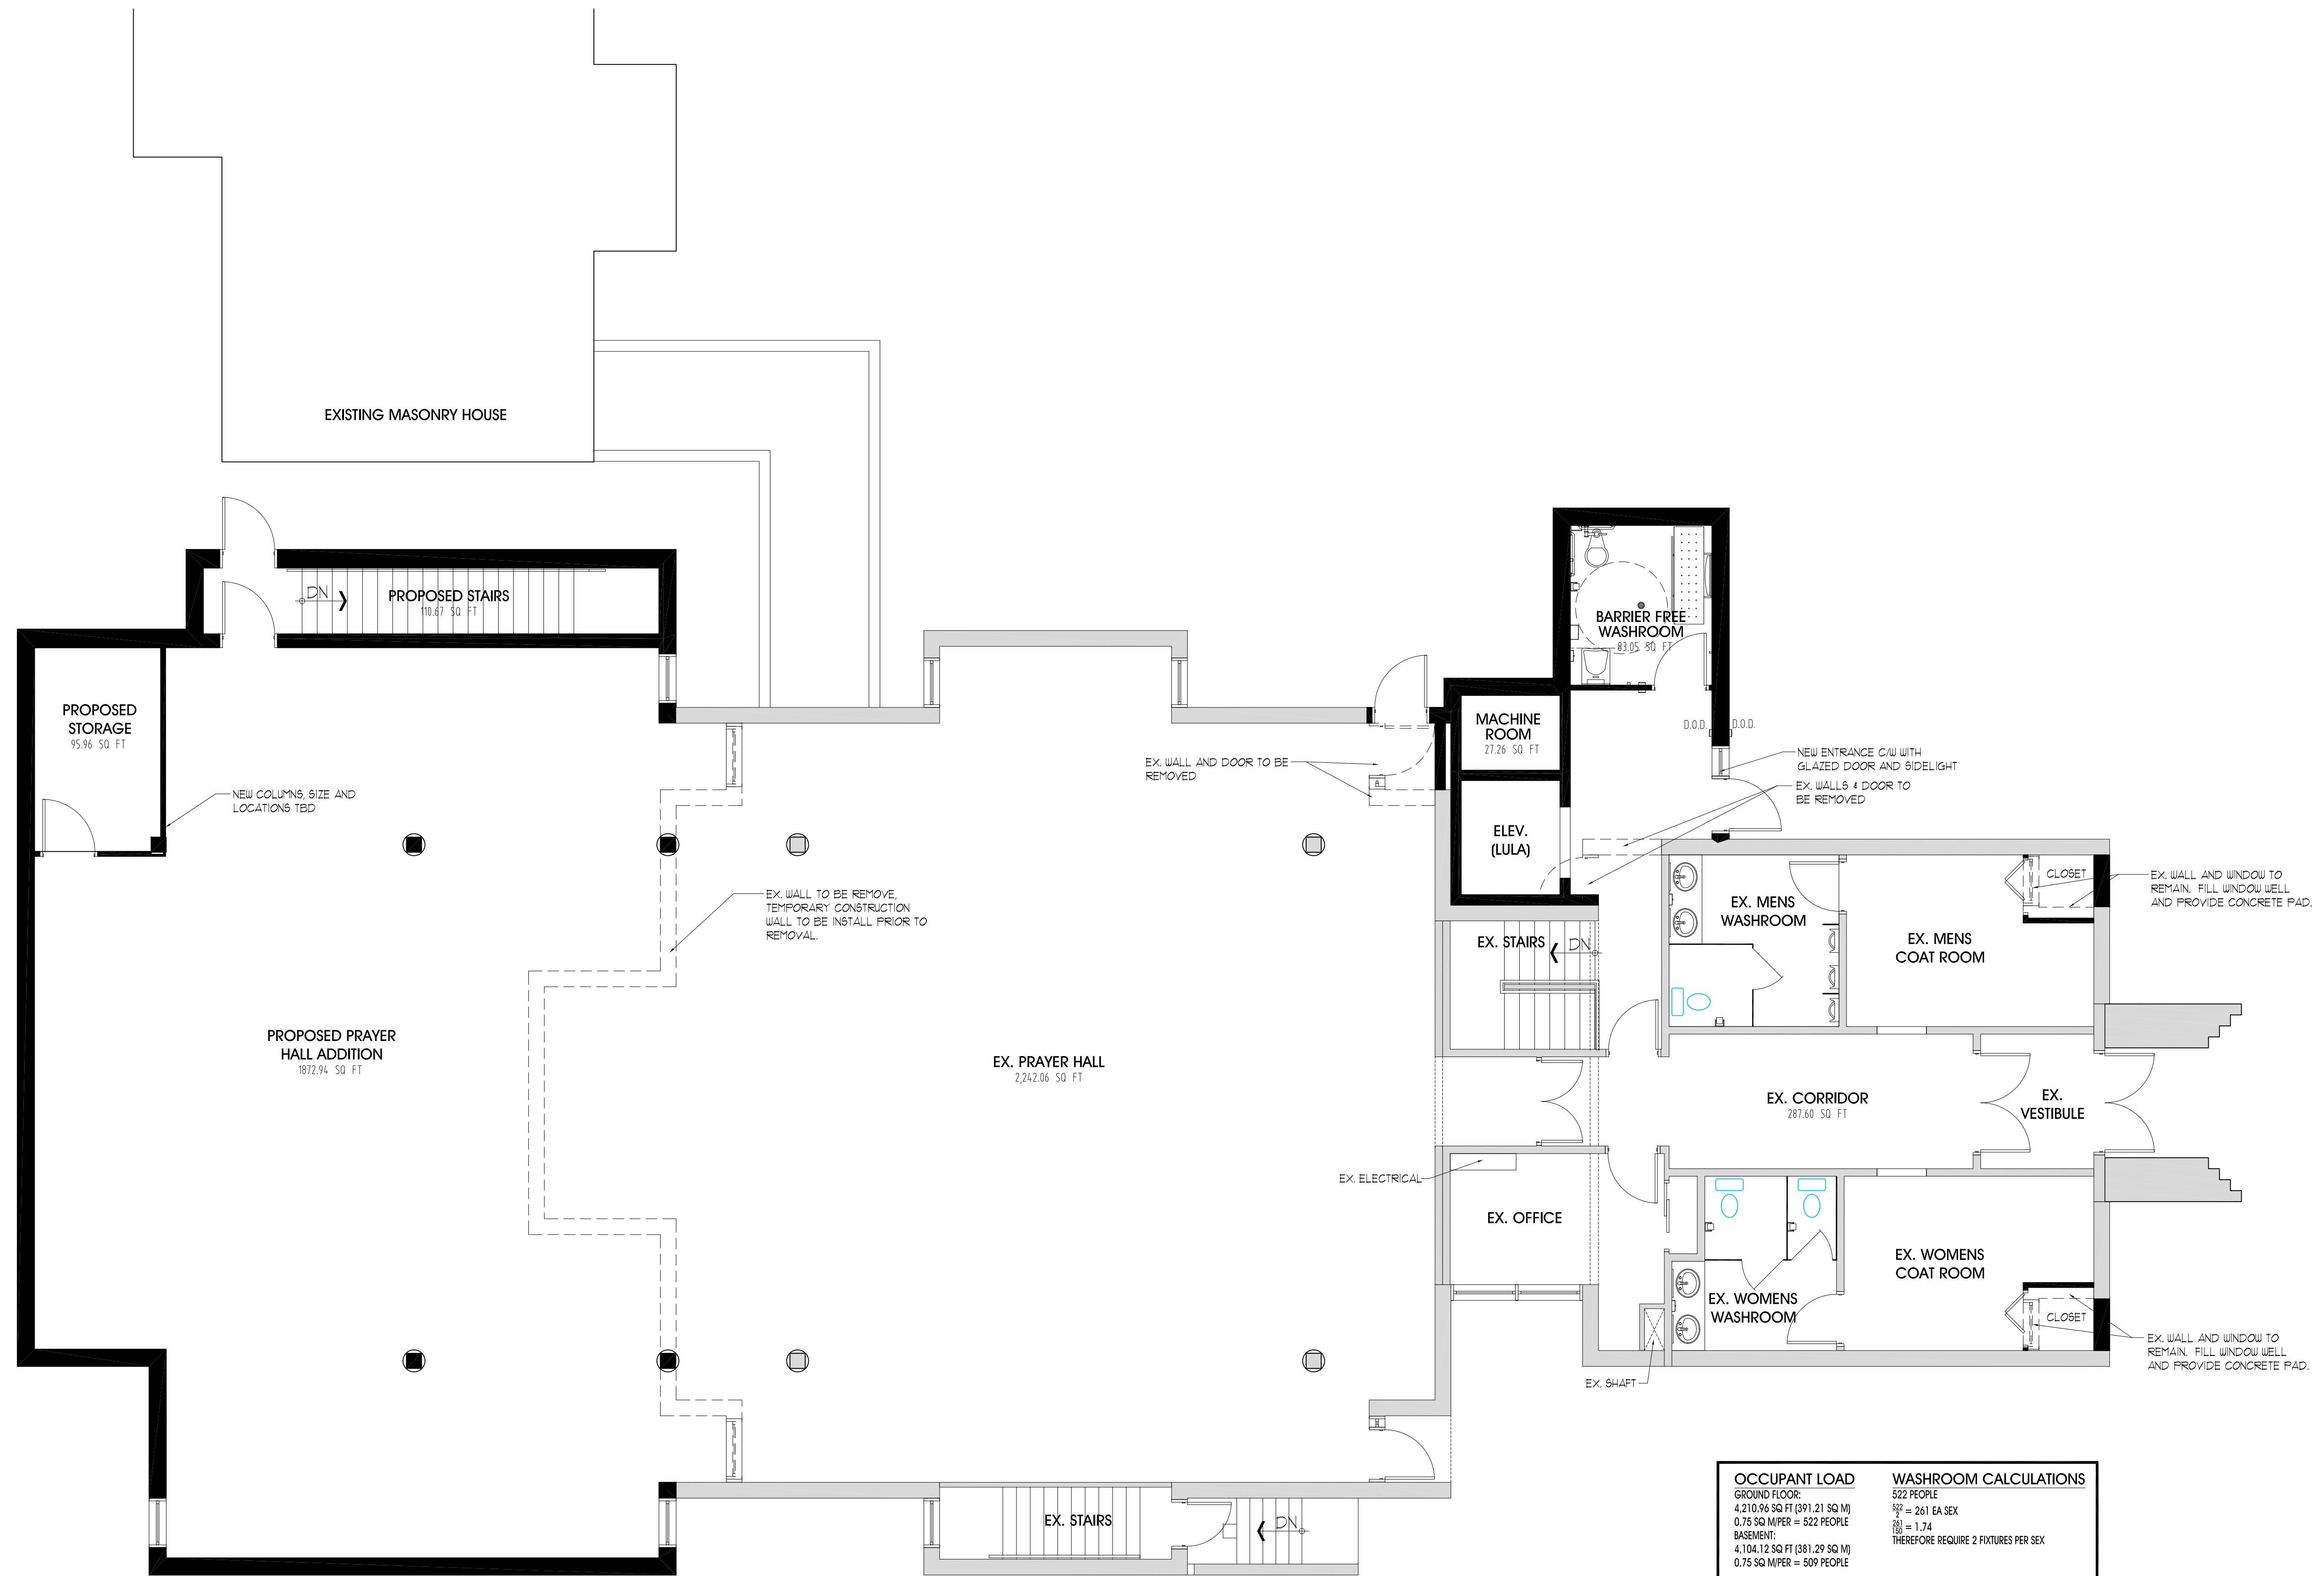 EXISTING MASONRY HOUSE
DN
PROPOSED STAIRS
110.67 SQ FT
BARRIER FREE
WASHROOM
83.05 SQ FT
PROPOSED
STORAGE
95.96 SQ FT
MACHINE
ROOM
27.26 SQ FT
D.O.D.
D.O.D.
NEW ENTRANCE C/W WITH
GLAZED DOOR AND SIDELIGHT
EX. WALL AND DOOR TO BE
REMOVED
EX. WALLS & DOOR TO
BE REMOVED
NEW COLUMNS, SIZE AND
LOCATIONS TBD
ELEV.
(LULA)
EX. WALL TO BE REMOVE,
TEMPORARY CONSTRUCTION
WALL TO BE INSTALL PRIOR TO
REMOVAL.
EX. MENS
WASHROOM
CLOSET
EX. WALL AND WINDOW TO
REMAIN. FILL WINDOW WELL
AND PROVIDE CONCRETE PAD.
EX. STAIRS
DN
EX. MENS
COAT ROOM
PROPOSED PRAYER
HALL ADDITION
1872.94 SQ FT
EX. PRAYER HALL
2,242.06 SQ FT
EX. CORRIDOR
287.60 SQ FT
EX.
VESTIBULE
EX. ELECTRICAL
EX. OFFICE
EX. WOMENS
COAT ROOM
EX. WOMENS
WASHROOM
CLOSET
EX. WALL AND WINDOW TO
REMAIN. FILL WINDOW WELL
AND PROVIDE CONCRETE PAD.
EX. SHAFT
EX. STAIRS
DN
OCCUPANT LOAD
GROUND FLOOR:
4,210.96 SQ FT (391.21 SQ M)
0.75 SQ M/PER = 522 PEOPLE
BASEMENT:
4,104.12 SQ FT (381.29 SQ M)
0.75 SQ M/PER = 509 PEOPLE
WASHROOM CALCULATIONS
522 PEOPLE
522/2 = 261 EA SEX
261/150 = 1.74
THEREFORE REQUIRE 2 FIXTURES PER SEX